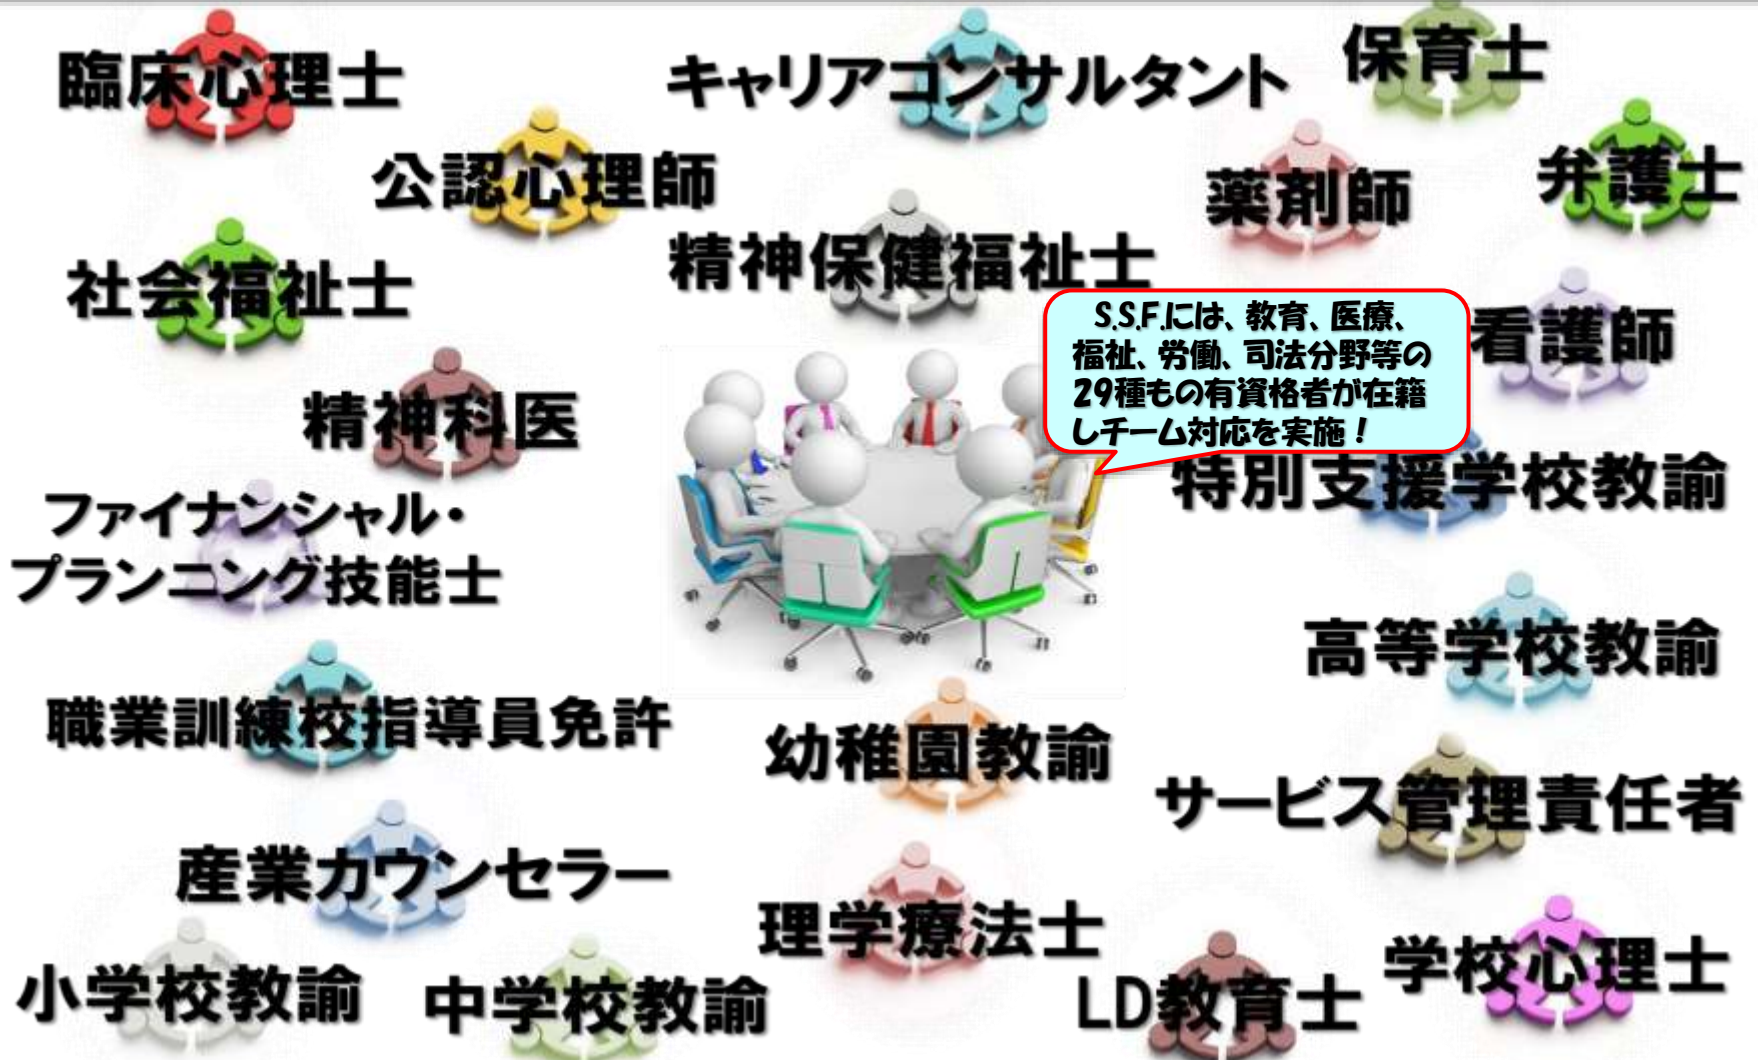 臨床心理士
キャリアコンサルタント
保育士
公認心理師
薬剤師
弁護士
社会福祉士
精神保健福祉士
S.S.F.には、教育、医療、
福祉、労働、司法分野等の
29種もの有資格者が在籍
しチーム対応を実施！
看護師
精神科医
特別支援学校教諭
ファイナンシャル・
プランニング技能士
高等学校教諭
職業訓練校指導員免許
幼稚園教諭
サービス管理責任者
産業カウンセラー
理学療法士
学校心理士
小学校教諭
中学校教諭
LD教育士